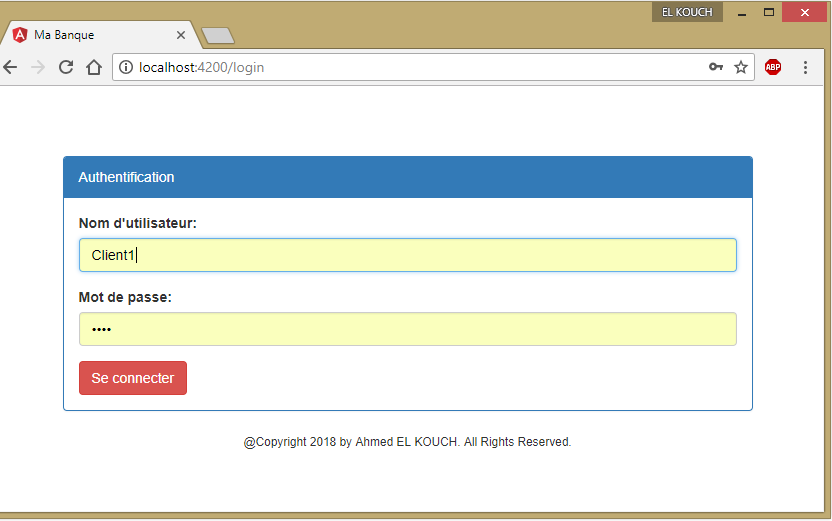 EL KOUCH
Ma Banque
localhost:4200/login
ABP
Authentification
Nom d'utilisateur:
Client1
Mot de passe:
••••
Se connecter
@Copyright 2018 by Ahmed EL KOUCH. All Rights Reserved.